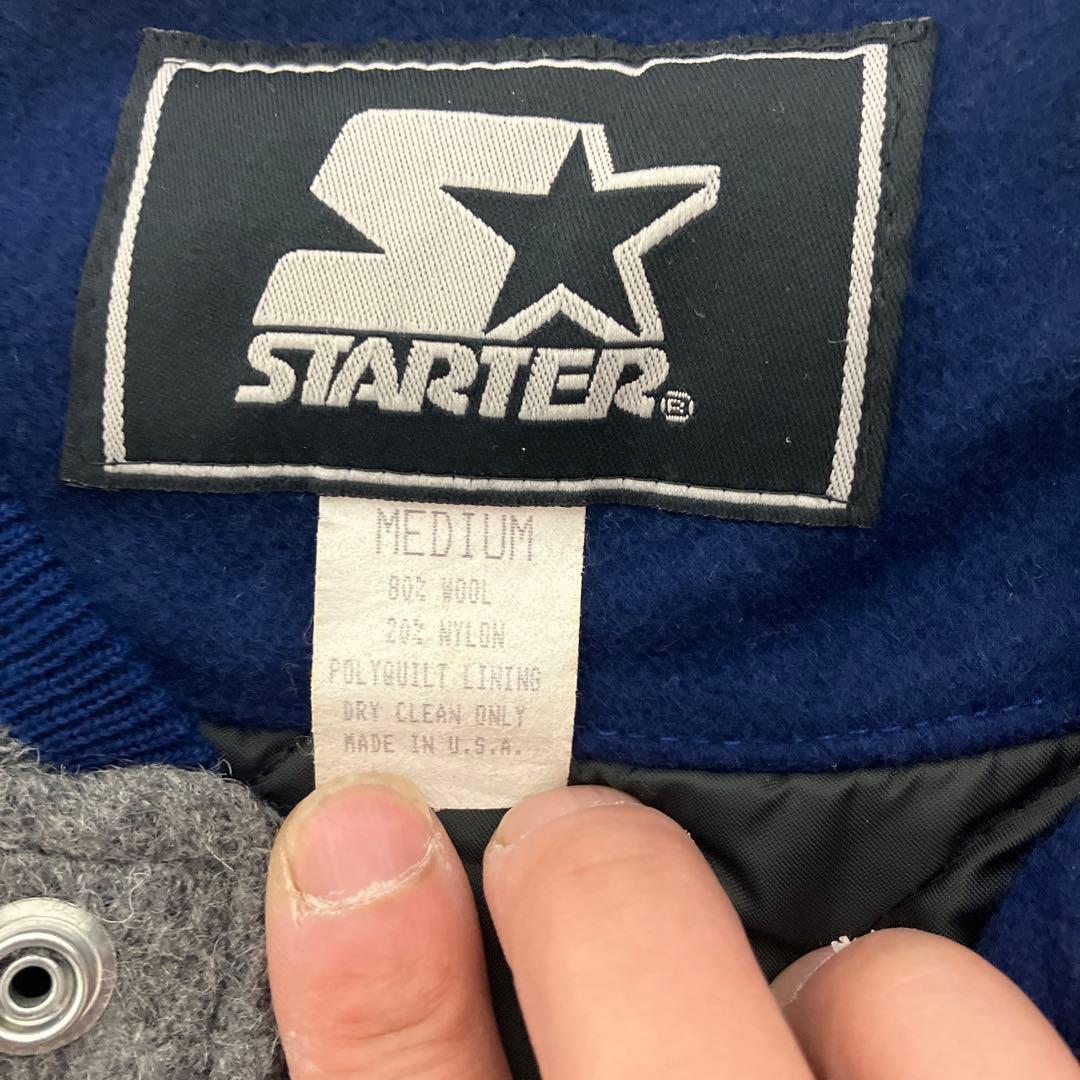 STARTER®
MEDIUM
80% WOOL
20% NYLON
POLYQUILT LINING
DRY CLEAN ONLY
MADE IN U.S.A.